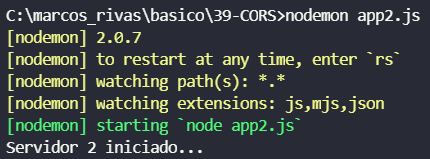 C:\marcos_rivas\basico\39-CORS>nodemon app2.js
[nodemon] 2.0.7
[nodemon] to restart at any time, enter `rs`
[nodemon] watching path(s): *.*
[nodemon] watching extensions: js,mjs,json
[nodemon] starting `node app2.js`
Servidor 2 iniciado...